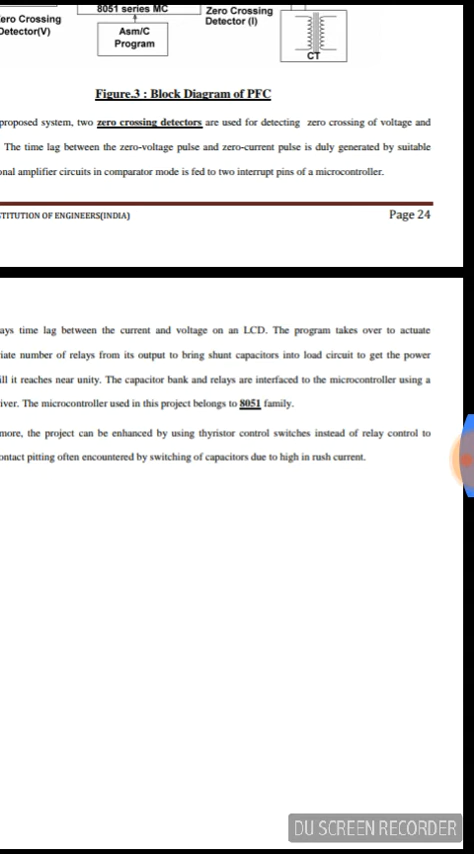 8051 series MC
Zero Crossing
Detector (I)
ero Crossing
Detector(V)
Asm/C
Program
CT
Figure.3 : Block Diagram of PFC
proposed system, two zero crossing detectors are used for detecting zero crossing of voltage and
The time lag between the zero-voltage pulse and zero-current pulse is duly generated by suitable
onal amplifier circuits in comparator mode is fed to two interrupt pins of a microcontroller.
TITUTION OF ENGINEERS(INDIA)
Page 24
ays time lag between the current and voltage on an LCD. The program takes over to actuate
iate number of relays from its output to bring shunt capacitors into load circuit to get the power
ill it reaches near unity. The capacitor bank and relays are interfaced to the microcontroller using a
iver. The microcontroller used in this project belongs to 8051 family.
more, the project can be enhanced by using thyristor control switches instead of relay control to
ontact pitting often encountered by switching of capacitors due to high in rush current.
DU SCREEN RECORDER